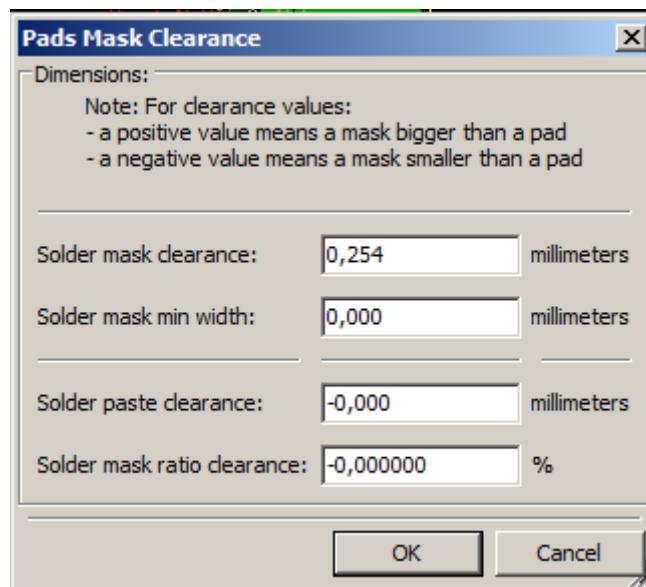 Pads Mask Clearance
Dimensions:
Note: For clearance values:
- a positive value means a mask bigger than a pad
- a negative value means a mask smaller than a pad
Solder mask clearance: 0,254 millimeters
Solder mask min width: 0,000 millimeters
Solder paste clearance: -0,000 millimeters
Solder mask ratio clearance: -0,000000 %
OK Cancel